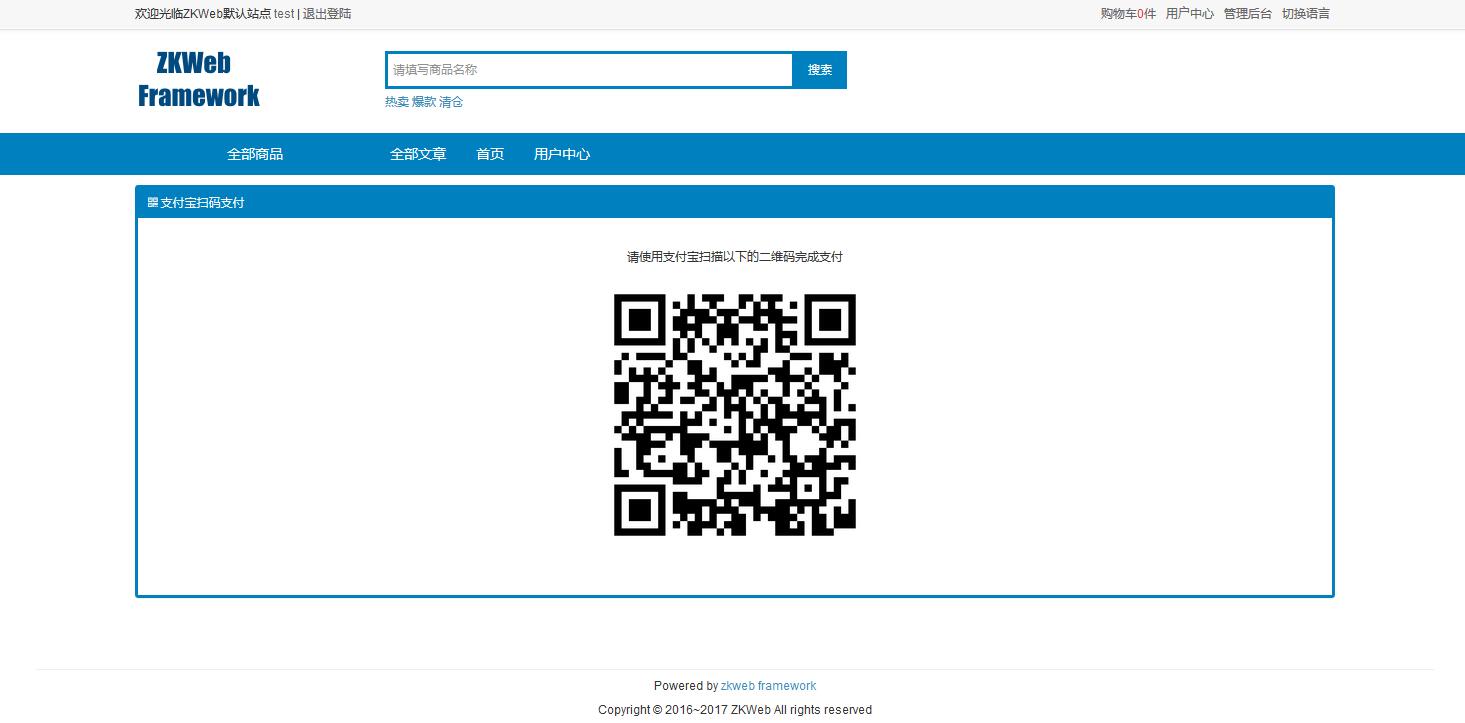 欢迎光临ZKWeb默认站点 test | 退出登陆
购物车0件 用户中心 管理后台 切换语言
ZKWeb
Framework
请填写商品名称 搜索
热卖 爆款 清仓
全部商品 全部文章 首页 用户中心
支付宝扫码支付
请使用支付宝扫描以下的二维码完成支付
Powered by zkweb framework
Copyright © 2016~2017 ZKWeb All rights reserved